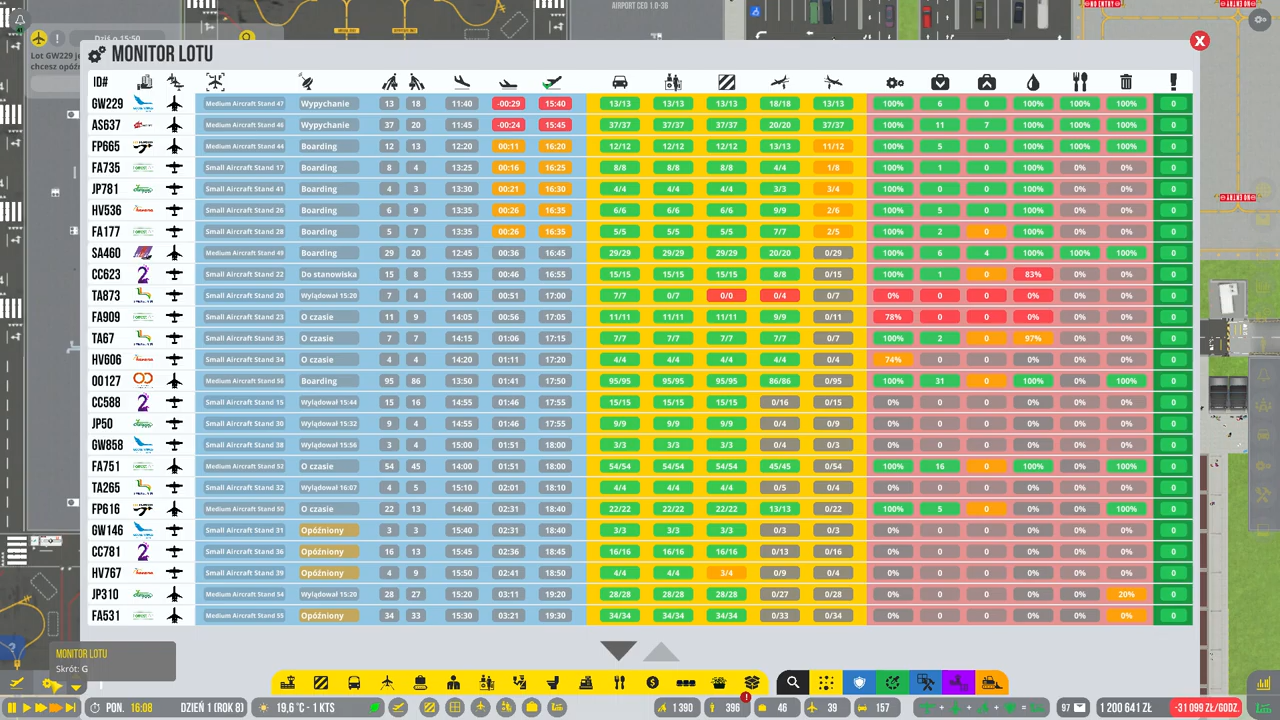 AIRPORT CEO 1.0-36
NO ENTRY
Dziś o 15:50
Lot GW229 je
chcesz opóź
MONITOR LOTU
ID#
GW229 Medium Aircraft Stand 47 Wypychanie 13 18 11:40 -00:29 15:40 13/13 13/13 13/13 18/18 13/13 100% 6 0 100% 100% 100% 0
AS637 Medium Aircraft Stand 46 Wypychanie 37 20 11:45 -00:24 15:45 37/37 37/37 37/37 20/20 37/37 100% 11 7 100% 100% 100% 0
FP665 Medium Aircraft Stand 44 Boarding 12 13 12:20 00:11 16:20 12/12 12/12 12/12 13/13 11/12 100% 5 0 100% 0% 100% 0
FA735 Small Aircraft Stand 17 Boarding 8 4 13:25 00:16 16:25 8/8 8/8 8/8 4/4 1/8 100% 1 0 100% 0% 0% 0
JP781 Small Aircraft Stand 41 Boarding 4 3 13:30 00:21 16:30 4/4 4/4 4/4 3/3 3/4 100% 0 0 100% 0% 0% 0
HV536 Small Aircraft Stand 26 Boarding 6 9 13:35 00:26 16:35 6/6 6/6 6/6 9/9 2/6 100% 5 0 100% 0% 0% 0
FA177 Small Aircraft Stand 28 Boarding 5 7 13:35 00:26 16:35 5/5 5/5 5/5 7/7 2/5 100% 2 0 100% 0% 0% 0
SA460 Medium Aircraft Stand 49 Boarding 29 20 12:45 00:36 16:45 29/29 29/29 29/29 20/20 0/29 100% 6 4 100% 100% 100% 0
CC623 Small Aircraft Stand 22 Do stanowiska 15 8 13:55 00:46 16:55 15/15 15/15 15/15 8/8 0/15 100% 1 0 83% 0% 0% 0
TA873 Small Aircraft Stand 20 Wylądował 15:20 7 4 14:00 00:51 17:00 7/7 0/7 0/0 0/4 0/7 0% 0 0 0% 0% 0% 0
FA909 Small Aircraft Stand 23 O czasie 11 9 14:05 00:56 17:05 11/11 11/11 11/11 9/9 0/11 78% 0 0 0% 0% 0% 0
TA67 Small Aircraft Stand 35 O czasie 7 7 14:15 01:06 17:15 7/7 7/7 7/7 7/7 0/7 100% 2 0 97% 0% 0% 0
HV606 Small Aircraft Stand 34 O czasie 4 4 14:20 01:11 17:20 4/4 4/4 4/4 4/4 0/4 74% 0 0 0% 0% 0% 0
OO127 Medium Aircraft Stand 56 Boarding 95 86 13:50 01:41 17:50 95/95 95/95 95/95 86/86 0/95 100% 31 0 100% 0% 100% 0
CC588 Small Aircraft Stand 15 Wylądował 15:44 15 16 14:55 01:46 17:55 15/15 15/15 15/15 0/16 0/15 0% 0 0 0% 0% 0% 0
JP50 Small Aircraft Stand 30 Wylądował 15:32 9 4 14:55 01:46 17:55 9/9 9/9 9/9 0/4 0/9 0% 0 0 0% 0% 0% 0
GW858 Small Aircraft Stand 38 Wylądował 15:56 3 4 15:00 01:51 18:00 3/3 3/3 3/3 0/4 0/3 0% 0 0 0% 0% 0% 0
FA751 Medium Aircraft Stand 52 O czasie 54 45 14:00 01:51 18:00 54/54 54/54 54/54 45/45 0/54 100% 16 0 100% 0% 100% 0
TA265 Small Aircraft Stand 32 Wylądował 16:07 4 5 15:10 02:01 18:10 4/4 4/4 4/4 0/5 0/4 0% 0 0 0% 0% 0% 0
FP616 Medium Aircraft Stand 50 O czasie 22 13 14:40 02:31 18:40 22/22 22/22 22/22 13/13 0/22 100% 5 0 0% 0% 100% 0
GW146 Small Aircraft Stand 31 Opóźniony 3 3 15:40 02:31 18:40 3/3 3/3 3/3 0/3 0/3 0% 0 0 0% 0% 0% 0
CC781 Small Aircraft Stand 36 Opóźniony 16 13 15:45 02:36 18:45 16/16 16/16 16/16 0/13 0/16 0% 0 0 0% 0% 0% 0
HV767 Small Aircraft Stand 39 Opóźniony 4 9 15:50 02:41 18:50 4/4 4/4 3/4 0/9 0/4 0% 0 0 0% 0% 0% 0
JP310 Medium Aircraft Stand 54 Wylądował 15:20 28 27 15:20 03:11 19:20 28/28 28/28 28/28 0/27 0/28 0% 0 0 0% 0% 20% 0
FA531 Medium Aircraft Stand 55 Opóźniony 34 33 15:30 03:21 19:30 34/34 34/34 34/34 0/33 0/34 0% 0 0 0% 0% 0% 0
MONITOR LOTU
Skrót: G
PON. 16:08 DZIEŃ 1 (ROK 8) 19,6 °C - 1 KTS 1 390 396 46 39 157 97 1 200 641 ZŁ -31 099 ZŁ/GODZ.